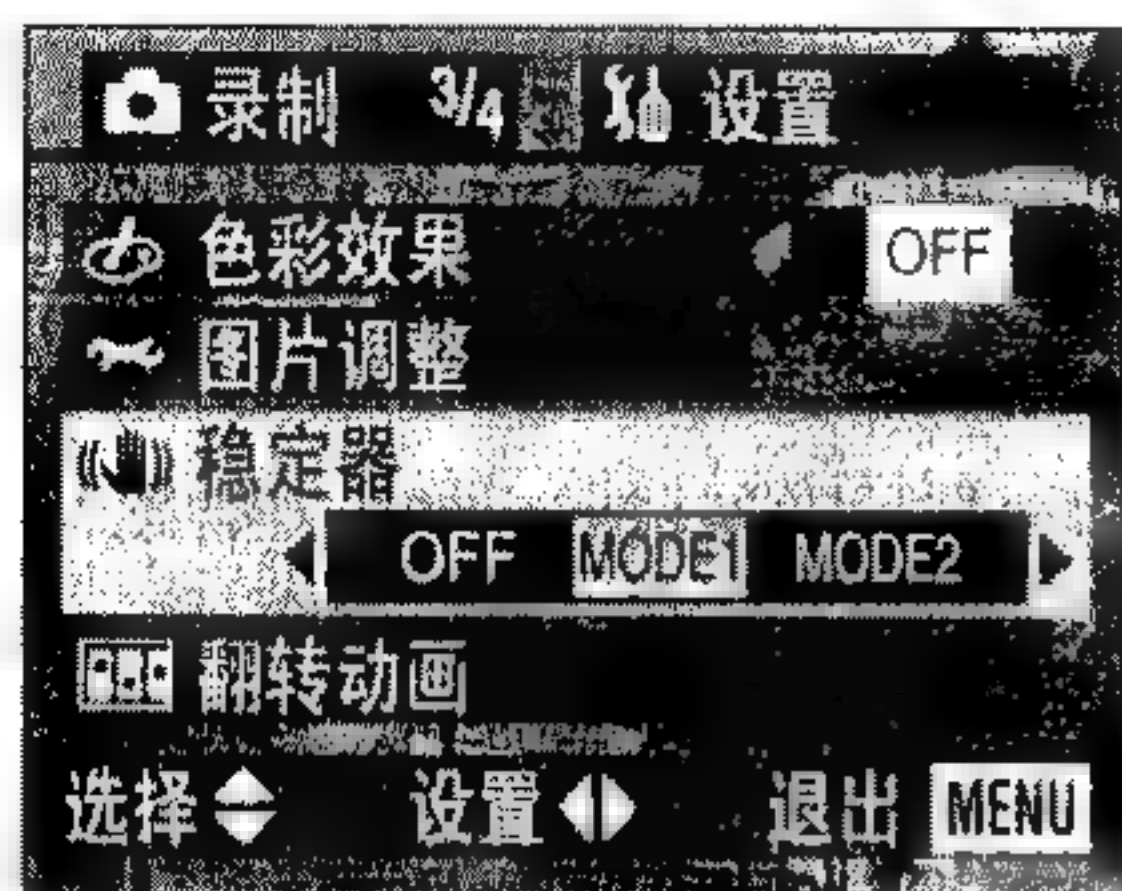 录制 3/4 设置
色彩效果 OFF
图片调整
稳定器
OFF MODE1 MODE2
翻转动画
选择 设置 退出 MENU